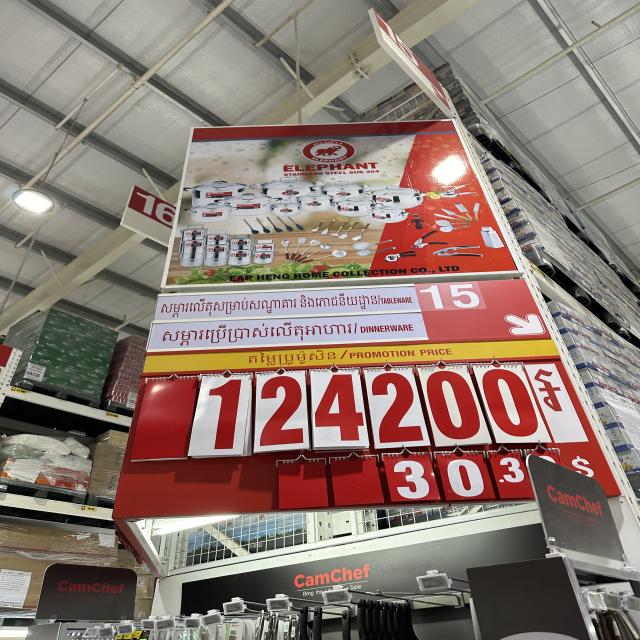 16
ELEPHANT
ELEPHANT
STAINLESS STEEL SUS 304
EAP HENG HOME COLLECTION CO., LTD
សម្ភារលើតុសម្រាប់សណ្ឋាគារ និងភោជនីយដ្ឋាន/TABLEWARE
15
សម្ភារប្រើប្រាស់លើតុអាហារ/DINNERWARE
តម្លៃប្រូម៉ូសិន/PROMOTION PRICE
124200៛
30.3 $
CamChef
CamChef
CamChef